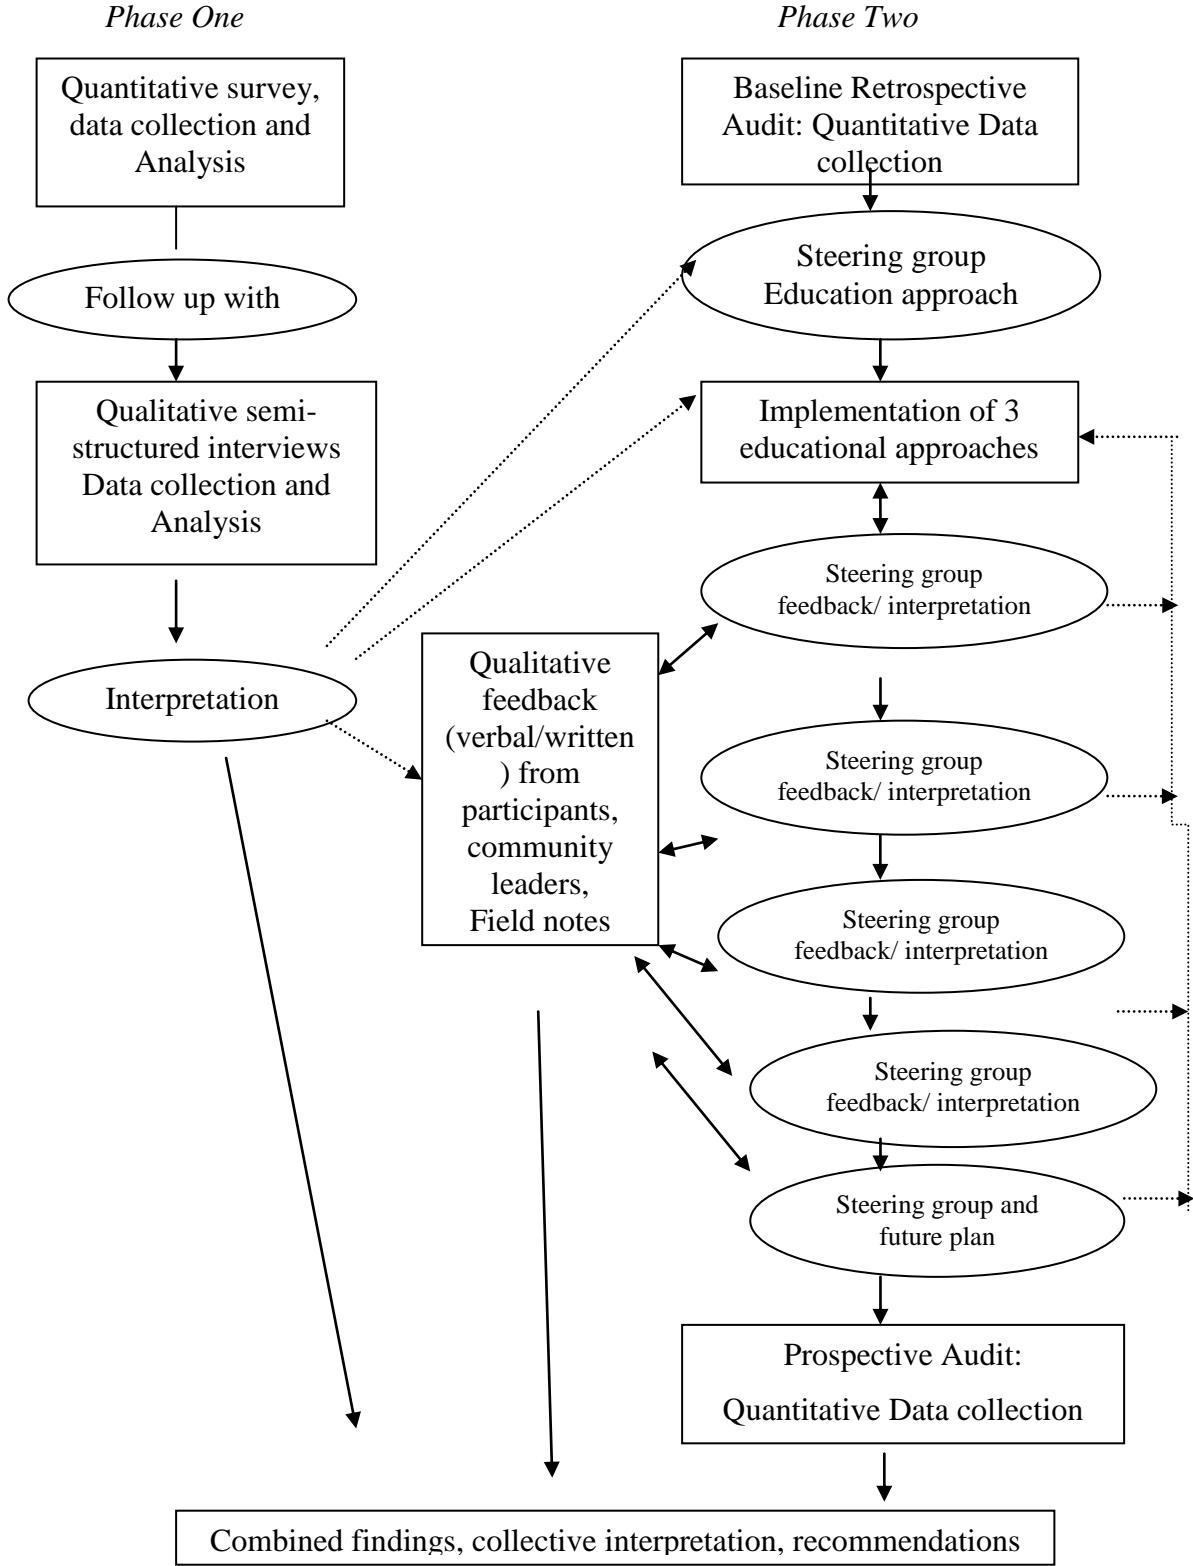 Phase One
Quantitative survey,
data collection and
Analysis
Follow up with
Qualitative semi-
structured interviews
Data collection and
Analysis
Interpretation
Qualitative
feedback
(verbal/written
) from
participants,
community
leaders,
Field notes
Phase Two
Baseline Retrospective
Audit: Quantitative Data
collection
Steering group
Education approach
Implementation of 3
educational approaches
Steering group
feedback/ interpretation
Steering group
feedback/ interpretation
Steering group
feedback/ interpretation
Steering group
feedback/ interpretation
Steering group and
future plan
Prospective Audit:
Quantitative Data collection
Combined findings, collective interpretation, recommendations